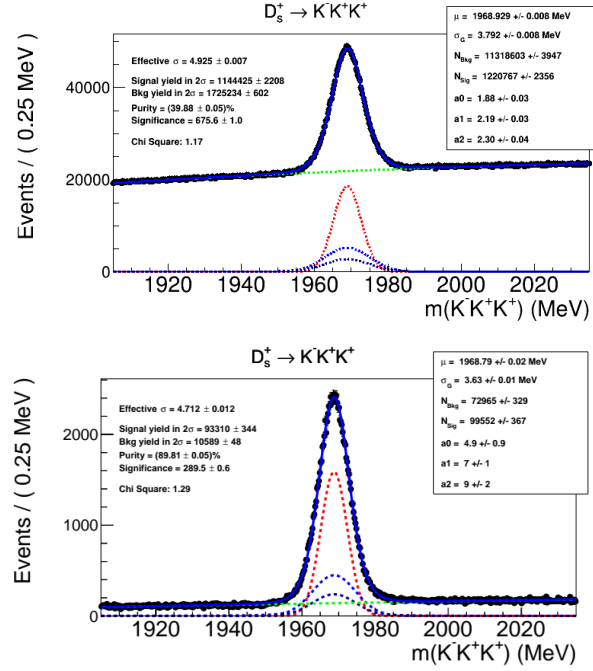 D_s^+ → K^-K^+K^+
μ = 1968.929 +/- 0.008 MeV
σ_G = 3.792 +/- 0.008 MeV
N_Bkg = 11318603 +/- 3947
N_Sig = 1220767 +/- 2356
a0 = 1.88 +/- 0.03
a1 = 2.19 +/- 0.03
a2 = 2.30 +/- 0.04
Effective σ = 4.925 ± 0.007
Signal yield in 2σ = 1144425 ± 2208
Bkg yield in 2σ = 1725234 ± 602
Purity = (39.88 ± 0.05)%
Significance = 675.6 ± 1.0
Chi Square: 1.17
Events / ( 0.25 MeV )
40000
20000
0
1920 1940 1960 1980 2000 2020
m(K^-K^+K^+) (MeV)
D_s^+ → K^-K^+K^+
μ = 1968.79 +/- 0.02 MeV
σ_G = 3.63 +/- 0.01 MeV
N_Bkg = 72965 +/- 329
N_Sig = 99552 +/- 367
a0 = 4.9 +/- 0.9
a1 = 7 +/- 1
a2 = 9 +/- 2
Effective σ = 4.712 ± 0.012
Signal yield in 2σ = 93310 ± 344
Bkg yield in 2σ = 10589 ± 48
Purity = (89.81 ± 0.05)%
Significance = 289.5 ± 0.6
Chi Square: 1.29
Events / ( 0.25 MeV )
2400
1200
0
1920 1940 1960 1980 2000 2020
m(K^-K^+K^+) (MeV)